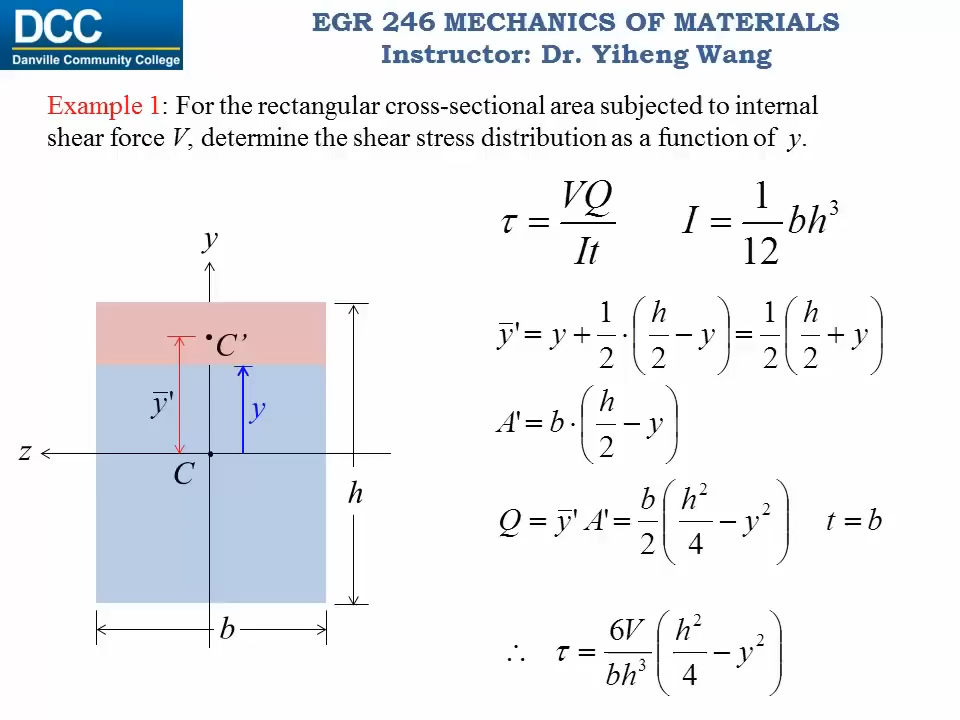 DCC
Danville Community College
EGR 246 MECHANICS OF MATERIALS
Instructor: Dr. Yiheng Wang
Example 1: For the rectangular cross-sectional area subjected to internal
shear force V, determine the shear stress distribution as a function of y.
τ = VQ/It    I = 1/12 bh³
y
C’
y̅'
y
z
C
h
b
y̅' = y + 1/2 · (h/2 − y) = 1/2 (h/2 + y)
A' = b · (h/2 − y)
Q = y̅' A' = b/2 (h²/4 − y²)    t = b
∴ τ = 6V/bh³ (h²/4 − y²)